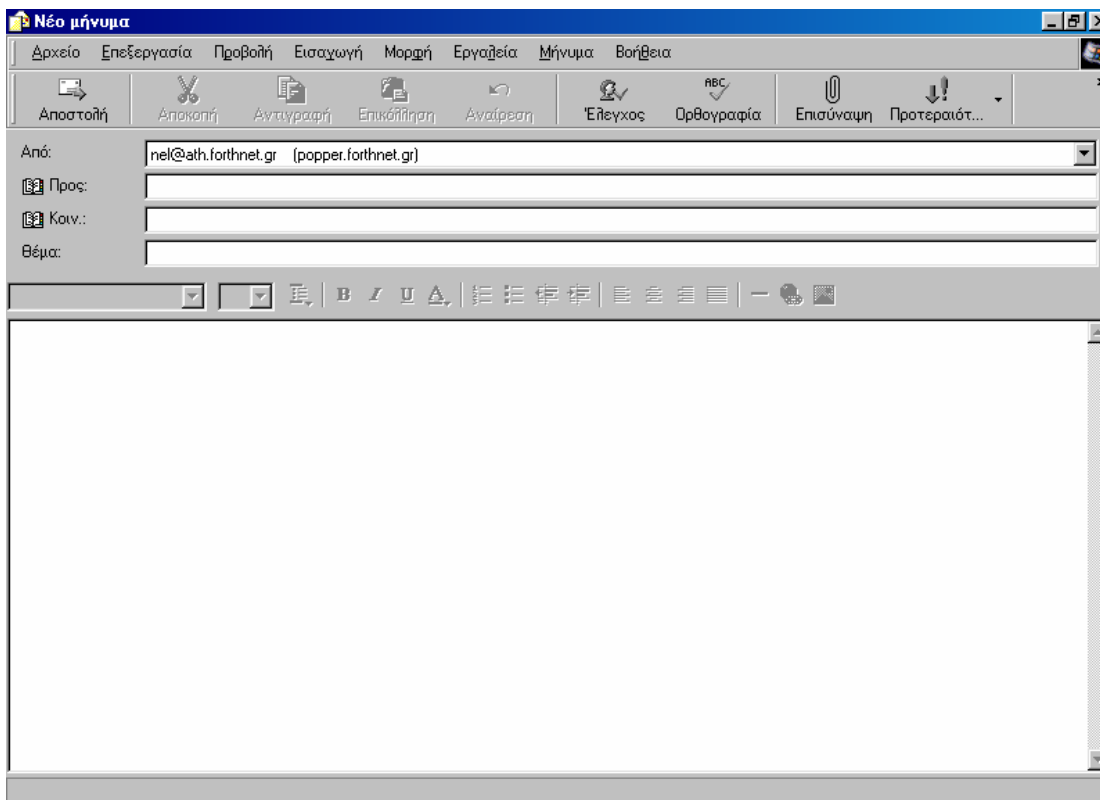 Νέο μήνυμα
Αρχείο Επεξεργασία Προβολή Εισαγωγή Μορφή Εργαλεία Μήνυμα Βοήθεια
ABC
Αποστολή Αποκοπή Αντιγραφή Επικόλληση Αναίρεση Έλεγχος Ορθογραφία Επισύναψη Προτεραιότ...
Από: nel@ath.forthnet.gr (popper.forthnet.gr)
Προς:
Κοιν.:
Θέμα:
B I U A